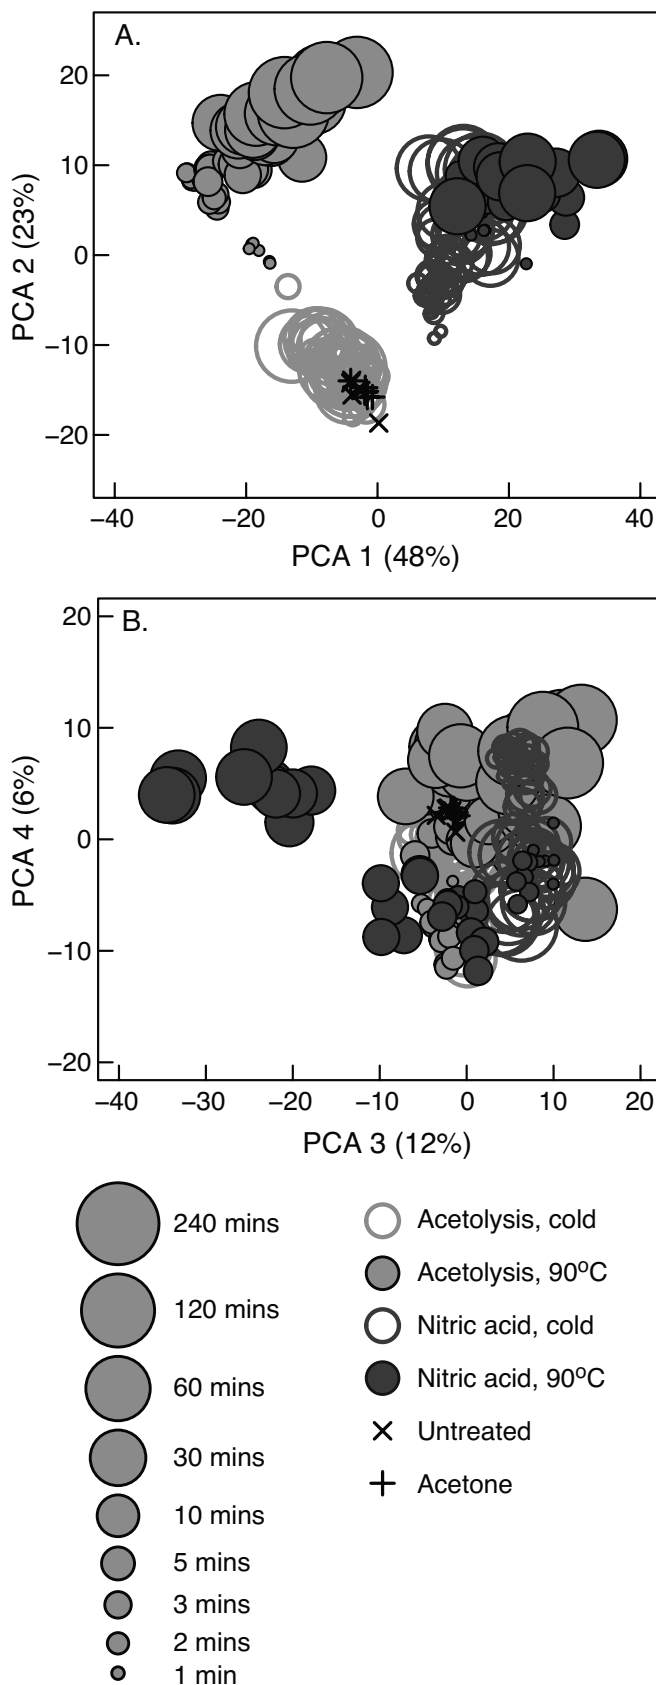 A.
20
10
0
−10
−20
PCA 2 (23%)
−40
−20
0
20
40
PCA 1 (48%)
B.
20
10
0
−10
−20
PCA 4 (6%)
−40
−30
−20
−10
0
10
20
PCA 3 (12%)
240 mins
120 mins
60 mins
30 mins
10 mins
5 mins
3 mins
2 mins
1 min
Acetolysis, cold
Acetolysis, 90ºC
Nitric acid, cold
Nitric acid, 90ºC
Untreated
Acetone